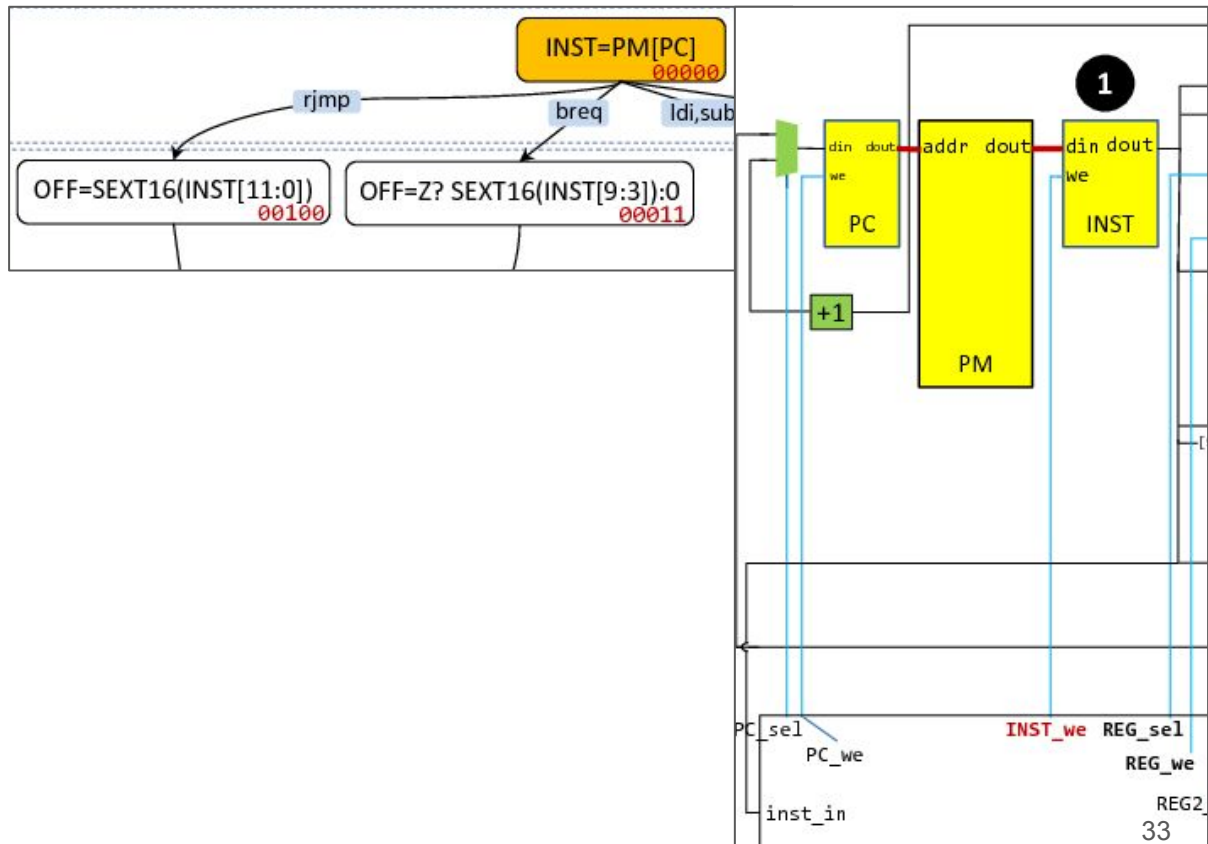 INST=PM[PC]
00000
rjmp
breq
ldi,sub
OFF=SEXT16(INST[11:0])
00100
OFF=Z? SEXT16(INST[9:3]):0
00011
1
din dout
we
PC
addr dout
PM
din dout
we
INST
+1
PC_sel
PC_we
INST_we
REG_sel
REG_we
inst_in
REG2_
33